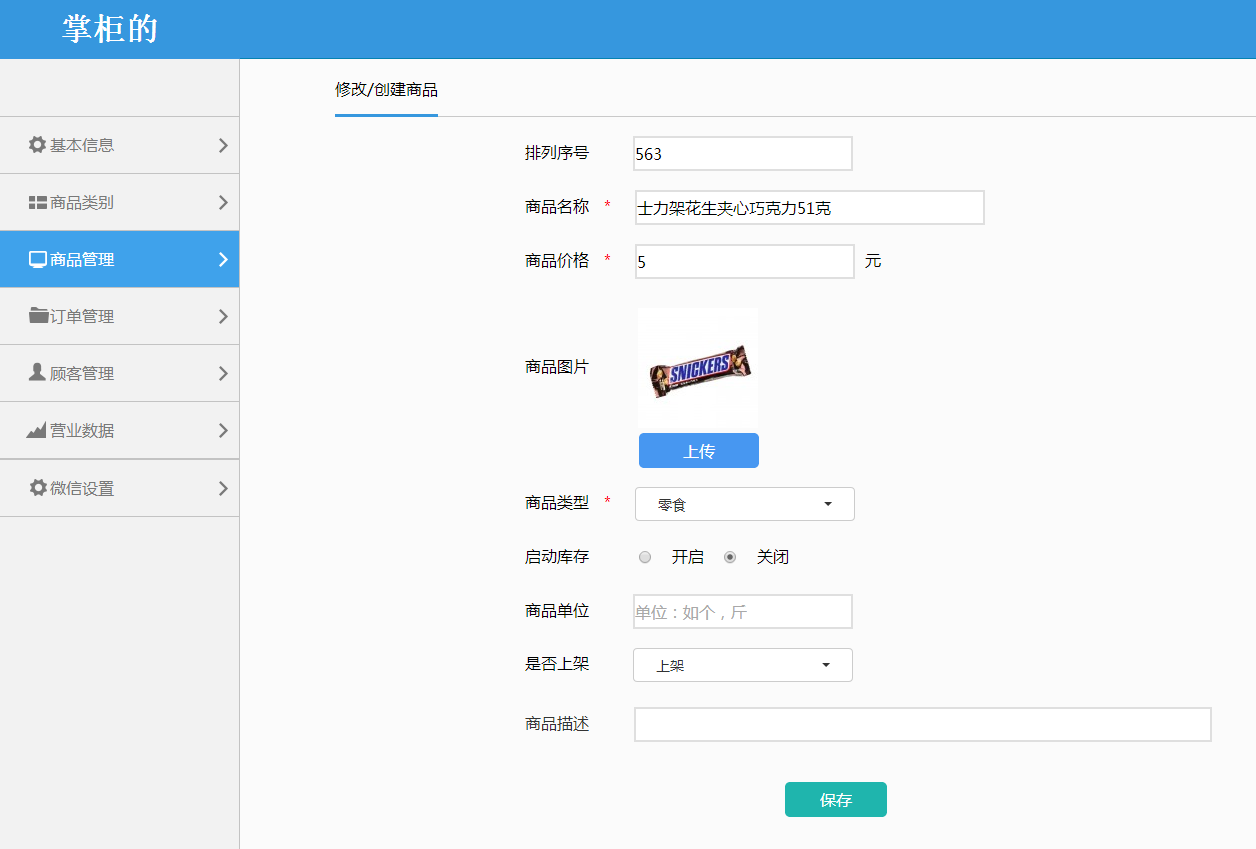 掌柜的
基本信息
商品类别
商品管理
订单管理
顾客管理
营业数据
微信设置
修改/创建商品
排列序号 563
商品名称 * 士力架花生夹心巧克力51克
商品价格 * 5 元
商品图片
SNICKERS
上传
商品类型 * 零食
启动库存 开启 关闭
商品单位 单位：如个，斤
是否上架 上架
商品描述
保存